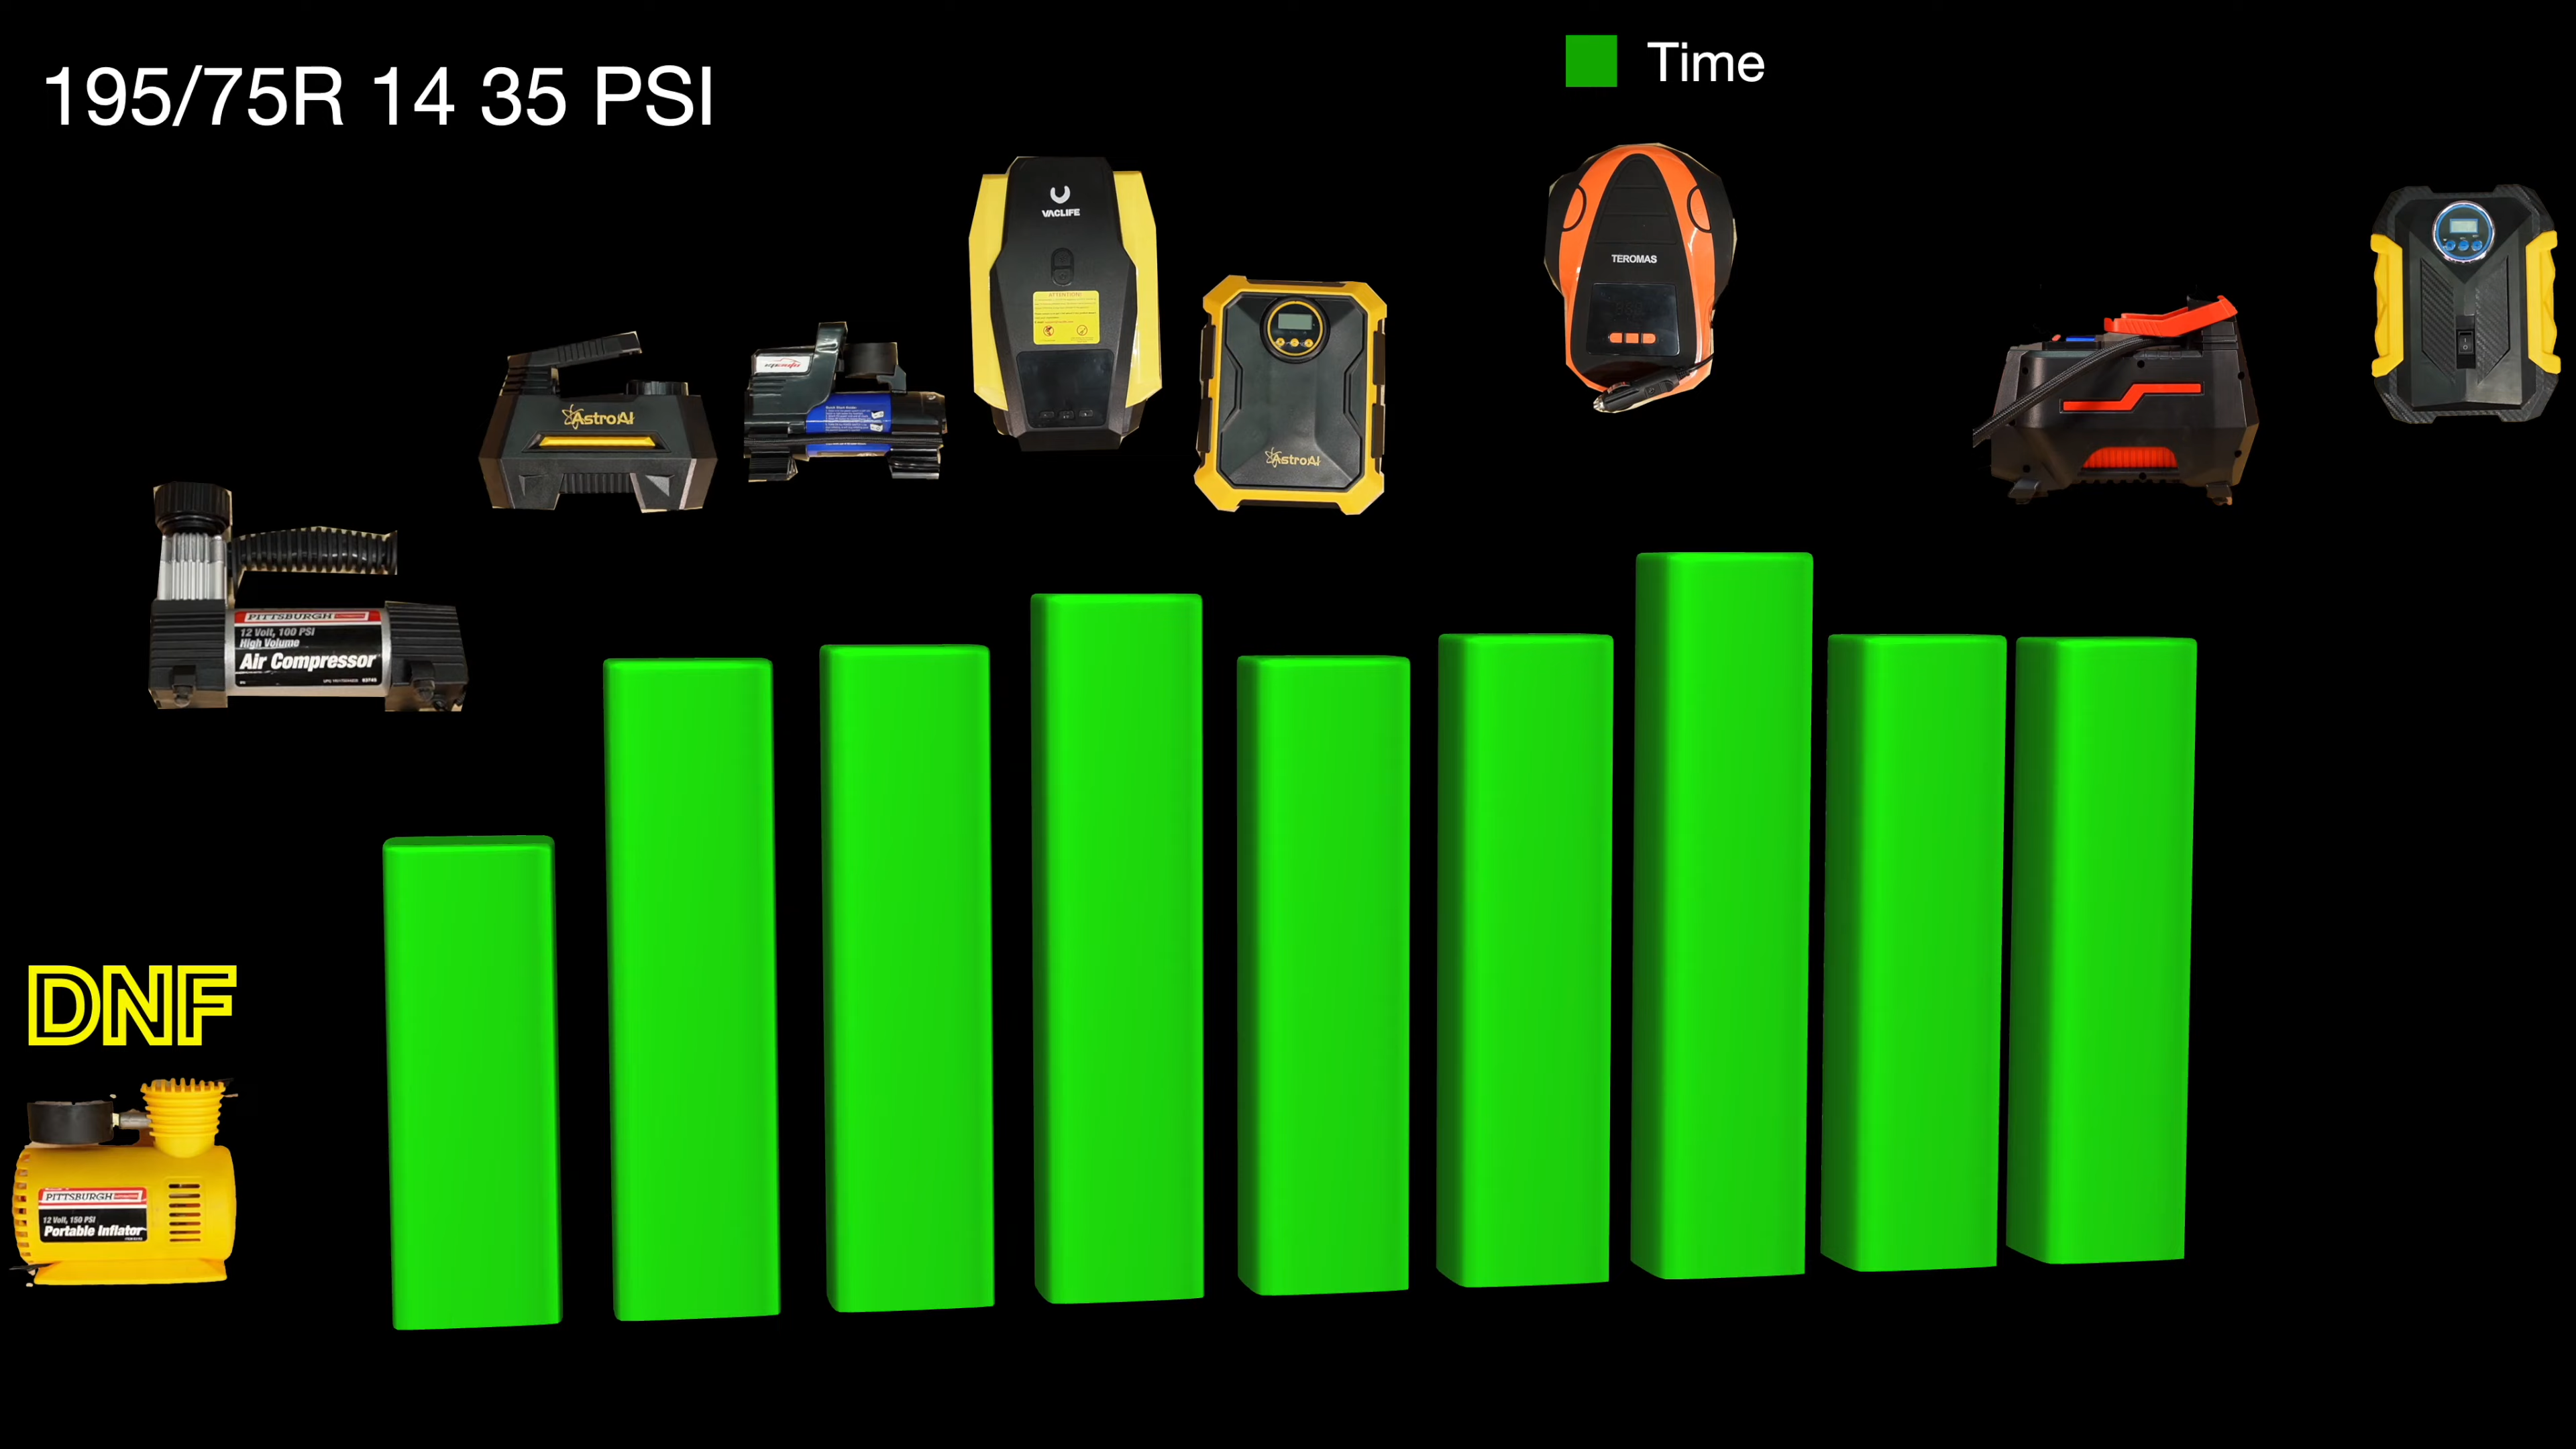 195/75R 14 35 PSI
Time
VACLIFE
ATTENTION!
TEROMAS
AstroAI
AstroAI
PITTSBURGH
12 Volt, 100 PSI
High Volume
Air Compressor
DNF
PITTSBURGH
12 Volt, 150 PSI
Portable Inflator